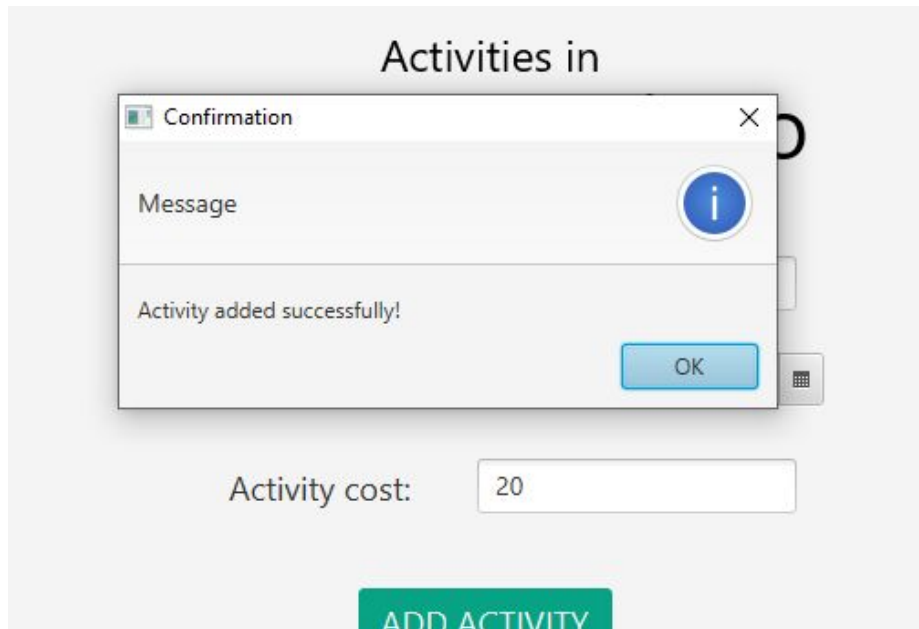 Activities in
Confirmation
Message
Activity added successfully!
OK
Activity cost:
20
ADD ACTIVITY